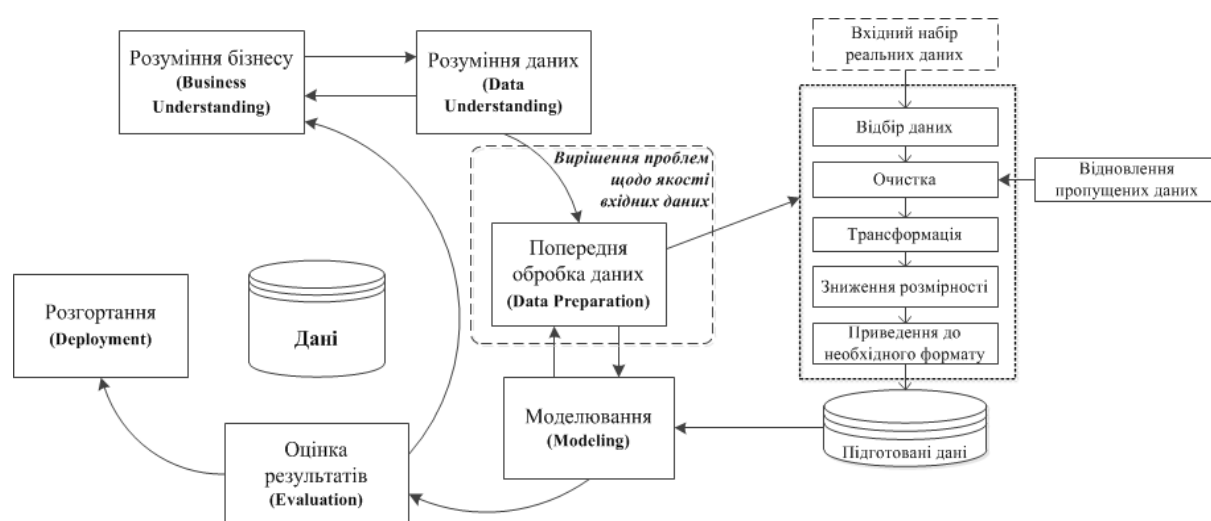 Розуміння бізнесу
(Business
Understanding)
Розуміння даних
(Data
Understanding)
Вирішення проблем
щодо якості
вхідних даних
Попередня
обробка даних
(Data Preparation)
Розгортання
(Deployment)
Дані
Моделювання
(Modeling)
Оцінка
результатів
(Evaluation)
Вхідний набір
реальних даних
Відбір даних
Очистка
Відновлення
пропущених даних
Трансформація
Зниження розмірності
Приведення до
необхідного формату
Підготовані дані